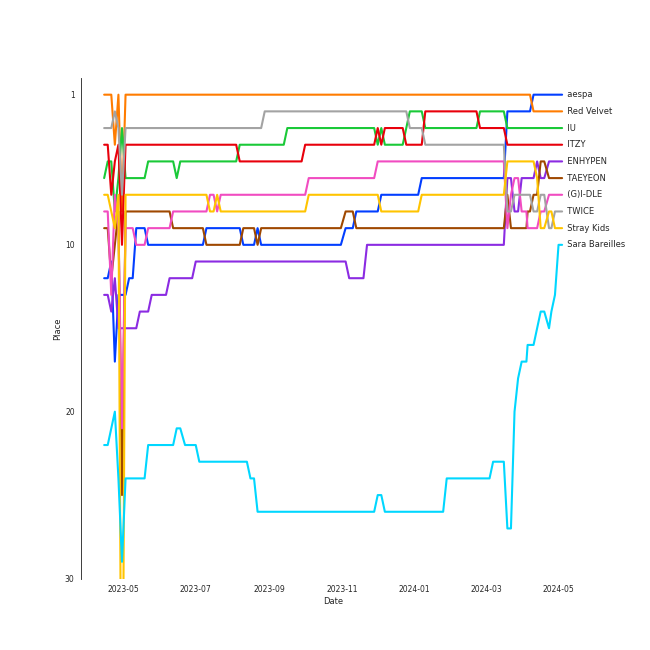 1
10
20
30
Place
aespa
Red Velvet
IU
ITZY
ENHYPEN
TAEYEON
(G)I-DLE
TWICE
Stray Kids
Sara Bareilles
2023-05
2023-07
2023-09
2023-11
2024-01
2024-03
2024-05
Date